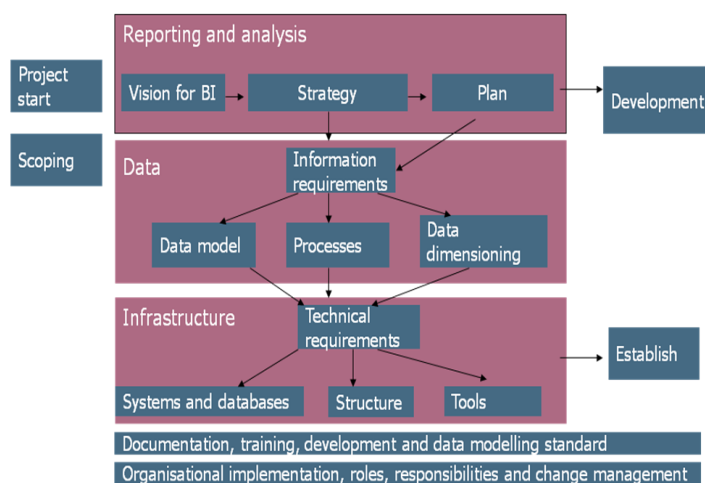 Reporting and analysis
Project
start
Vision for BI
Strategy
Plan
Development
Scoping
Data
Information
requirements
Data model
Processes
Data
dimensioning
Infrastructure
Technical
requirements
Establish
Systems and databases
Structure
Tools
Documentation, training, development and data modelling standard
Organisational implementation, roles, responsibilities and change management